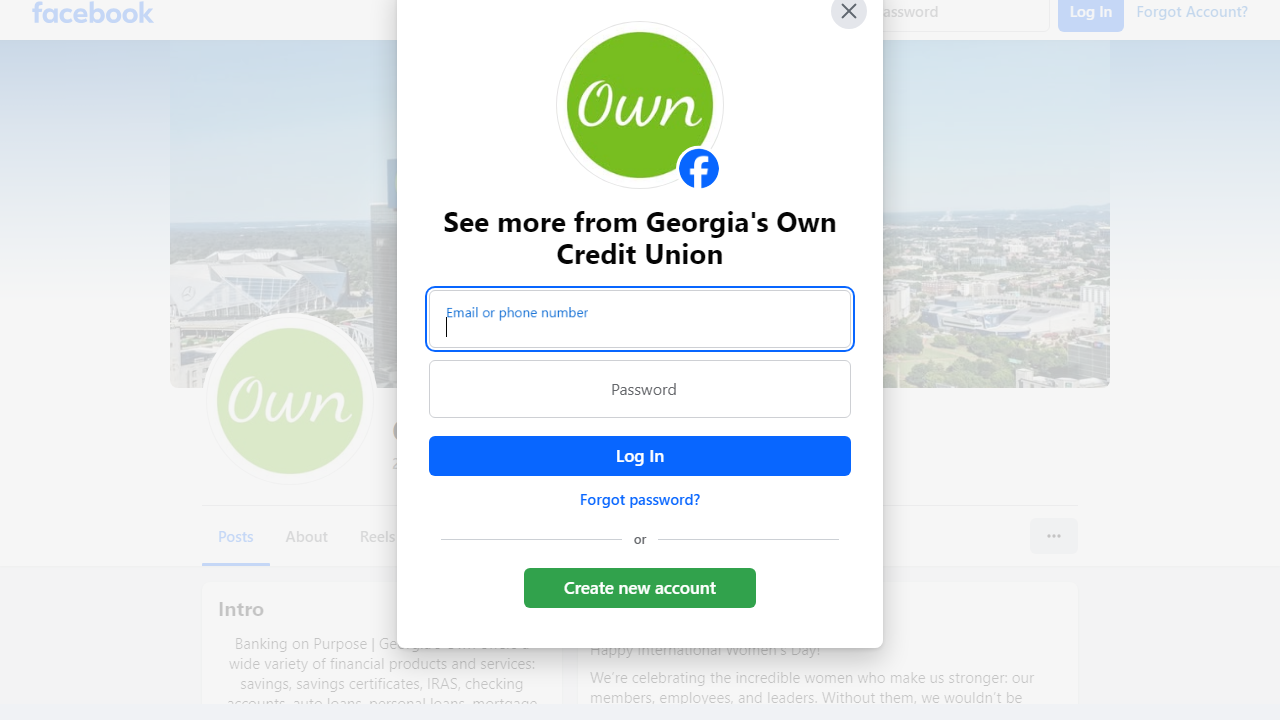 facebook
assword
Log In
Forgot Account?
Own
See more from Georgia's Own
Credit Union
Email or phone number
Password
Log In
Forgot password?
or
Create new account
Own
Posts
About
Reels
Intro
Banking on Purpose |
wide variety of financial products and services:
savings, savings certificates, IRAS, checking
accounts, auto loans, personal loans, mortgage
Happy International Women's Day!
We're celebrating the incredible women who make us stronger: our
members, employees, and leaders. Without them, we wouldn't be